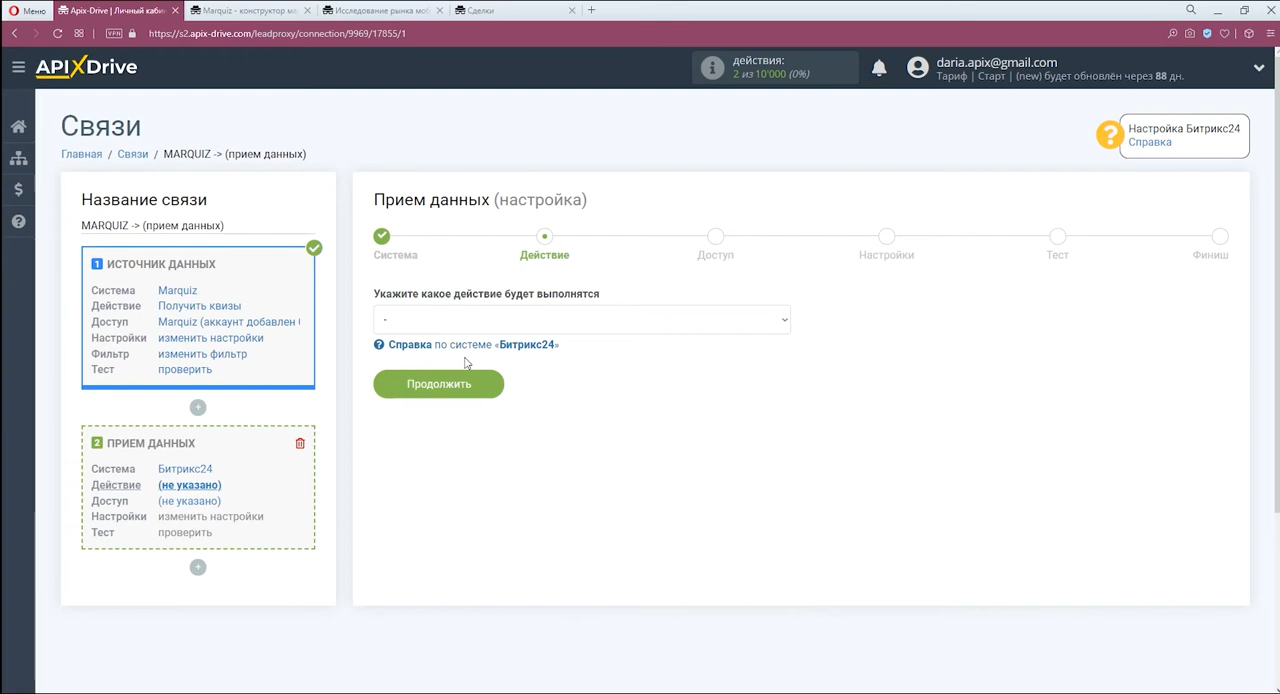 Меню
Apix-Drive | Личный каби
Marquiz - конструктор ма
Исследование рынка моб
Сделки
VPN
https://s2.apix-drive.com/leadproxy/connection/9969/17855/1
APIXDrive
i
действия:
2 из 10'000 (0%)
daria.apix@gmail.com
Тариф | Старт | (new) будет обновлён через 88 дн.
Связи
Главная / Связи / MARQUIZ -> (прием данных)
?
Настройка Битрикс24
Справка
Название связи
MARQUIZ -> (прием данных)
1 ИСТОЧНИК ДАННЫХ
Система Marquiz
Действие Получить квизы
Доступ Marquiz (аккаунт добавлен
Настройки изменить настройки
Фильтр изменить фильтр
Тест проверить
+
2 ПРИЕМ ДАННЫХ
Система Битрикс24
Действие (не указано)
Доступ (не указано)
Настройки изменить настройки
Тест проверить
+
Прием данных (настройка)
Система
Действие
Доступ
Настройки
Тест
Финиш
Укажите какое действие будет выполнятся
-
Справка по системе «Битрикс24»
Продолжить